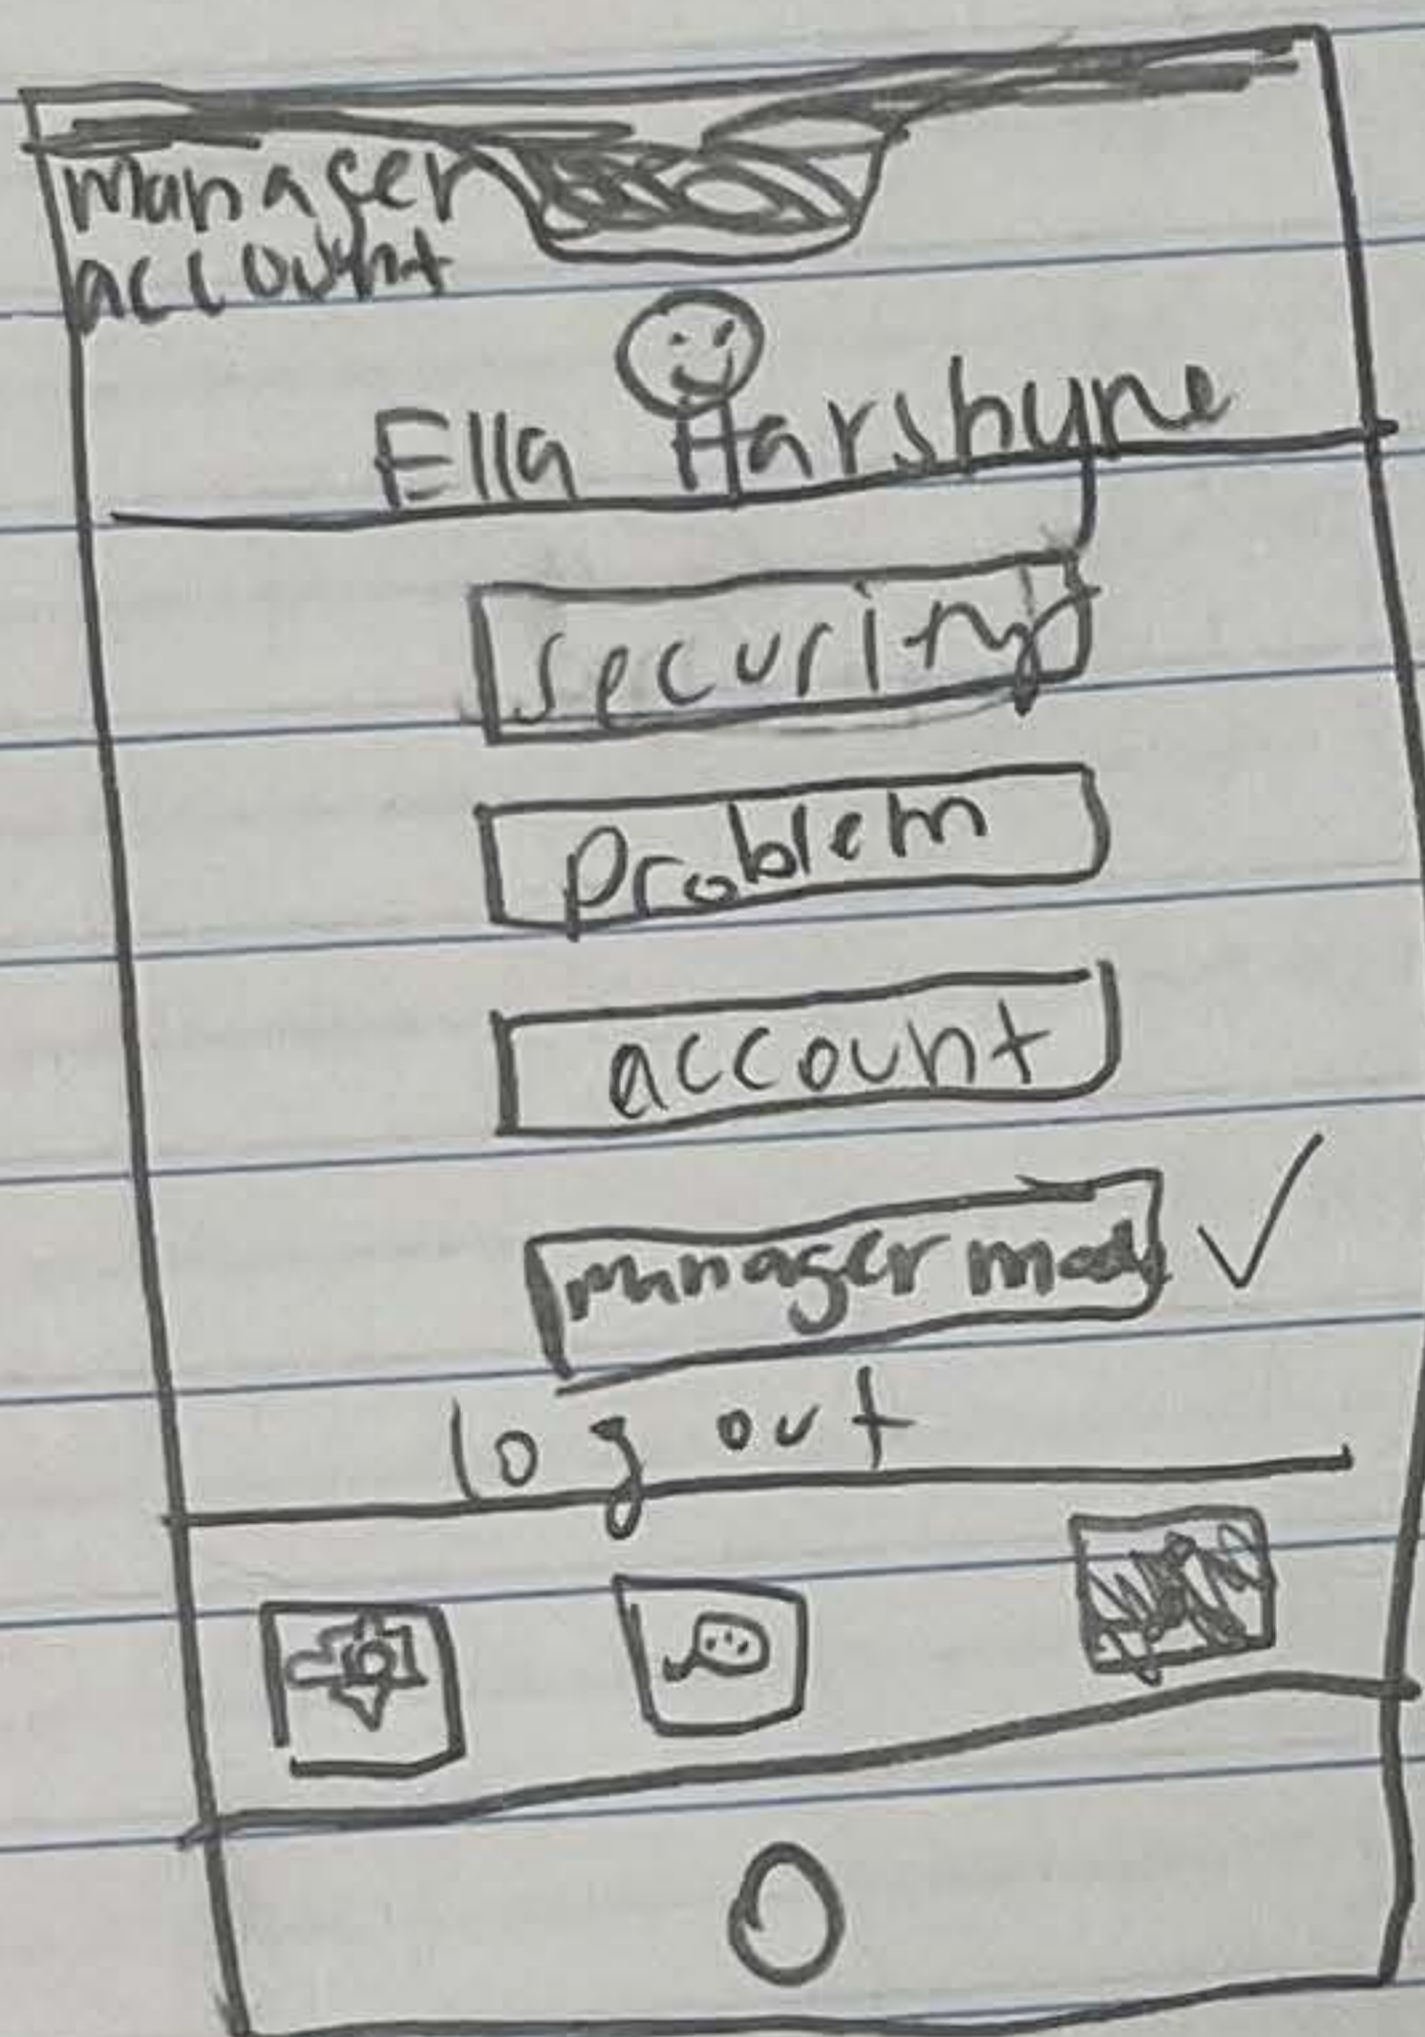 manager
account
Ella Harshyne
security
problem
account
manager mode
log out